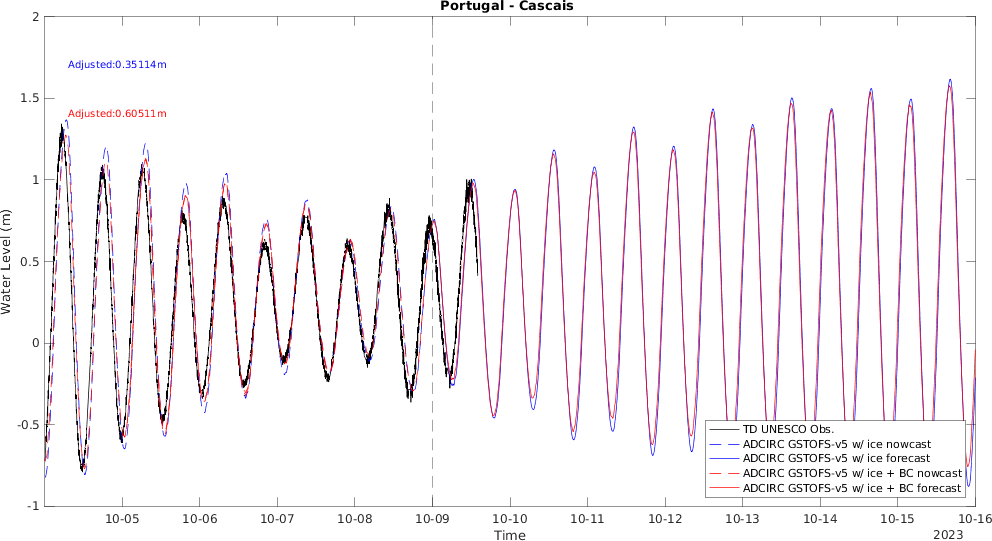 Portugal - Cascais
2
1.5
1
0.5
0
-0.5
-1
Water Level (m)
Adjusted:0.35114m
Adjusted:0.60511m
TD UNESCO Obs.
ADCIRC GSTOFS-v5 w/ ice nowcast
ADCIRC GSTOFS-v5 w/ ice forecast
ADCIRC GSTOFS-v5 w/ ice + BC nowcast
ADCIRC GSTOFS-v5 w/ ice + BC forecast
10-05 10-06 10-07 10-08 10-09 10-10 10-11 10-12 10-13 10-14 10-15 10-16
Time
2023